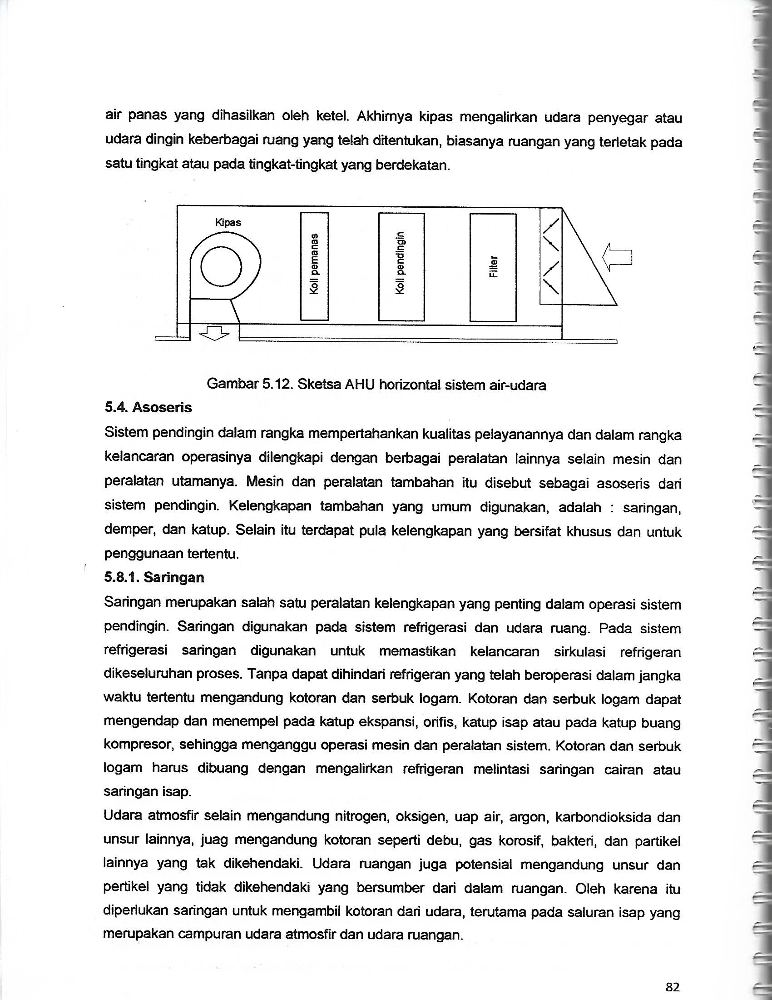 air panas yang dihasilkan oleh ketel. Akhirnya kipas mengalirkan udara penyegar atau
udara dingin keberbagai ruang yang telah ditentukan, biasanya ruangan yang terletak pada
satu tingkat atau pada tingkat-tingkat yang berdekatan.
Kipas
Koil pemanas
Koil pendingin
Filter
Gambar 5.12. Sketsa AHU horizontal sistem air-udara
5.4. Asoseris
Sistem pendingin dalam rangka mempertahankan kualitas pelayanannya dan dalam rangka
kelancaran operasinya dilengkapi dengan berbagai peralatan lainnya selain mesin dan
peralatan utamanya. Mesin dan peralatan tambahan itu disebut sebagai asoseris dari
sistem pendingin. Kelengkapan tambahan yang umum digunakan, adalah : saringan,
demper, dan katup. Selain itu terdapat pula kelengkapan yang bersifat khusus dan untuk
penggunaan tertentu.
5.8.1. Saringan
Saringan merupakan salah satu peralatan kelengkapan yang penting dalam operasi sistem
pendingin. Saringan digunakan pada sistem refrigerasi dan udara ruang. Pada sistem
refrigerasi saringan digunakan untuk memastikan kelancaran sirkulasi refrigeran
dikeseluruhan proses. Tanpa dapat dihindari refrigeran yang telah beroperasi dalam jangka
waktu tertentu mengandung kotoran dan serbuk logam. Kotoran dan serbuk logam dapat
mengendap dan menempel pada katup ekspansi, orifis, katup isap atau pada katup buang
kompresor, sehingga menganggu operasi mesin dan peralatan sistem. Kotoran dan serbuk
logam harus dibuang dengan mengalirkan refrigeran melintasi saringan cairan atau
saringan isap.
Udara atmosfir selain mengandung nitrogen, oksigen, uap air, argon, karbondioksida dan
unsur lainnya, juag mengandung kotoran seperti debu, gas korosif, bakteri, dan partikel
lainnya yang tak dikehendaki. Udara ruangan juga potensial mengandung unsur dan
pertikel yang tidak dikehendaki yang bersumber dari dalam ruangan. Oleh karena itu
diperlukan saringan untuk mengambil kotoran dari udara, terutama pada saluran isap yang
merupakan campuran udara atmosfir dan udara ruangan.
82